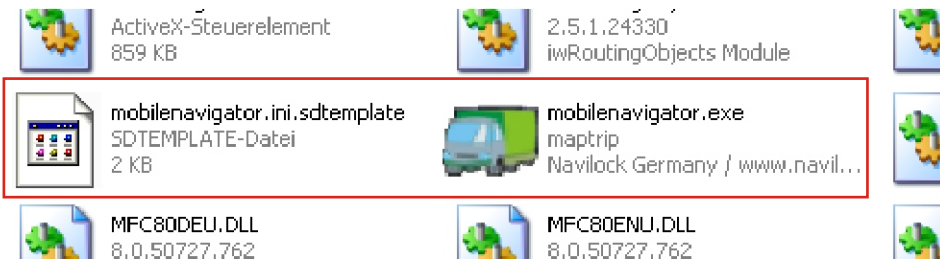 ActiveX-Steuerelement
859 KB
2.5.1.24330
iwRoutingObjects Module
mobilenavigator.ini.sdtemplate
SDTEMPLATE-Datei
2 KB
mobilenavigator.exe
maptrip
Navilock Germany / www.navil...
MFC80DEU.DLL
8.0.50727.762
MFC80ENU.DLL
8.0.50727.762